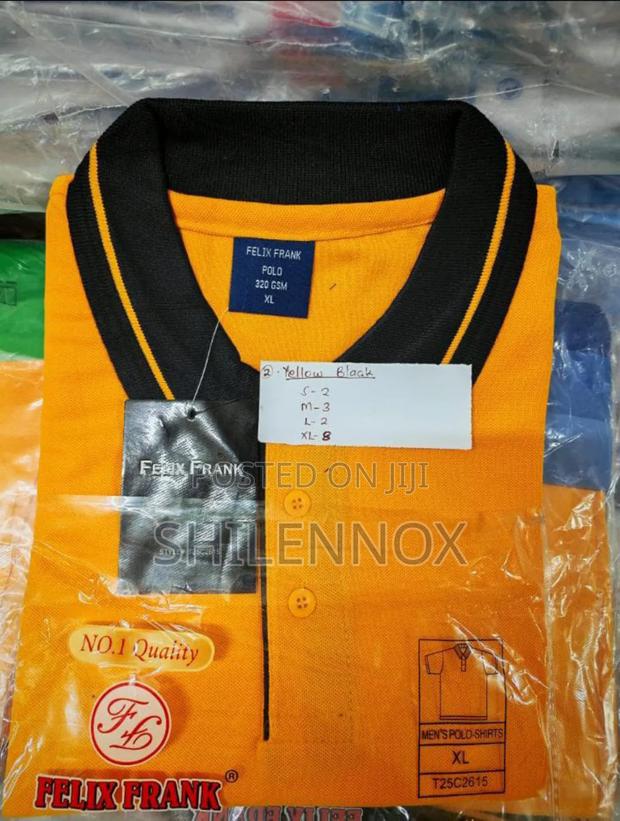 FELIX FRANK
POLO
320 GSM
XL
2. Yellow Black
S-2
M-3
L-2
XL-8
FELIX FRANK
POSTED ON JIJI
SHILENNOX
NO.1 Quality
FELIX FRANK®
MEN'S POLO-SHIRTS
XL
T25C2615